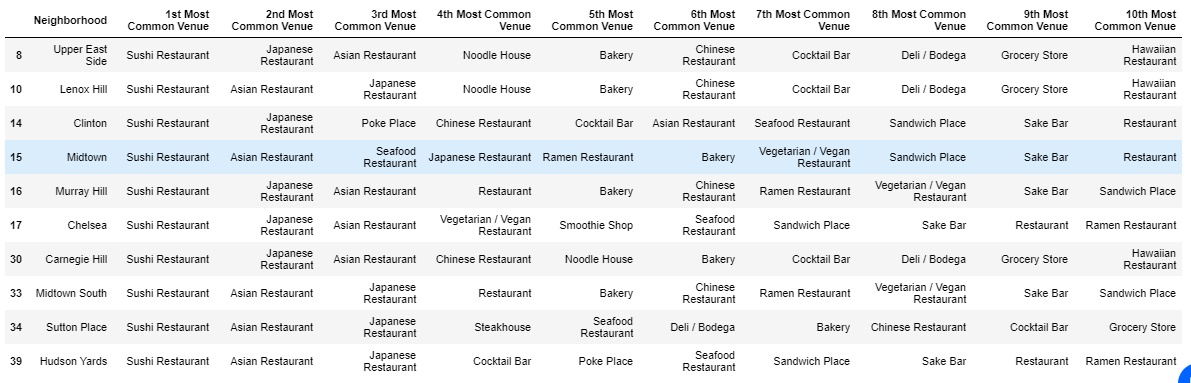 Neighborhood 1st Most Common Venue 2nd Most Common Venue 3rd Most Common Venue 4th Most Common Venue 5th Most Common Venue 6th Most Common Venue 7th Most Common Venue 8th Most Common Venue 9th Most Common Venue 10th Most Common Venue
8 Upper East Side Sushi Restaurant Japanese Restaurant Asian Restaurant Noodle House Bakery Chinese Restaurant Cocktail Bar Deli / Bodega Grocery Store Hawaiian Restaurant
10 Lenox Hill Sushi Restaurant Asian Restaurant Japanese Restaurant Noodle House Bakery Chinese Restaurant Cocktail Bar Deli / Bodega Grocery Store Hawaiian Restaurant
14 Clinton Sushi Restaurant Japanese Restaurant Poke Place Chinese Restaurant Cocktail Bar Asian Restaurant Seafood Restaurant Sandwich Place Sake Bar Restaurant
15 Midtown Sushi Restaurant Asian Restaurant Seafood Restaurant Japanese Restaurant Ramen Restaurant Bakery Vegetarian / Vegan Restaurant Sandwich Place Sake Bar Restaurant
16 Murray Hill Sushi Restaurant Japanese Restaurant Asian Restaurant Restaurant Bakery Chinese Restaurant Ramen Restaurant Vegetarian / Vegan Restaurant Sake Bar Sandwich Place
17 Chelsea Sushi Restaurant Japanese Restaurant Asian Restaurant Vegetarian / Vegan Restaurant Smoothie Shop Seafood Restaurant Sandwich Place Sake Bar Restaurant Ramen Restaurant
30 Carnegie Hill Sushi Restaurant Japanese Restaurant Asian Restaurant Chinese Restaurant Noodle House Bakery Cocktail Bar Deli / Bodega Grocery Store Hawaiian Restaurant
33 Midtown South Sushi Restaurant Asian Restaurant Japanese Restaurant Restaurant Bakery Chinese Restaurant Ramen Restaurant Vegetarian / Vegan Restaurant Sake Bar Sandwich Place
34 Sutton Place Sushi Restaurant Asian Restaurant Japanese Restaurant Steakhouse Seafood Restaurant Deli / Bodega Bakery Chinese Restaurant Cocktail Bar Grocery Store
39 Hudson Yards Sushi Restaurant Asian Restaurant Japanese Restaurant Cocktail Bar Poke Place Seafood Restaurant Sandwich Place Sake Bar Restaurant Ramen Restaurant